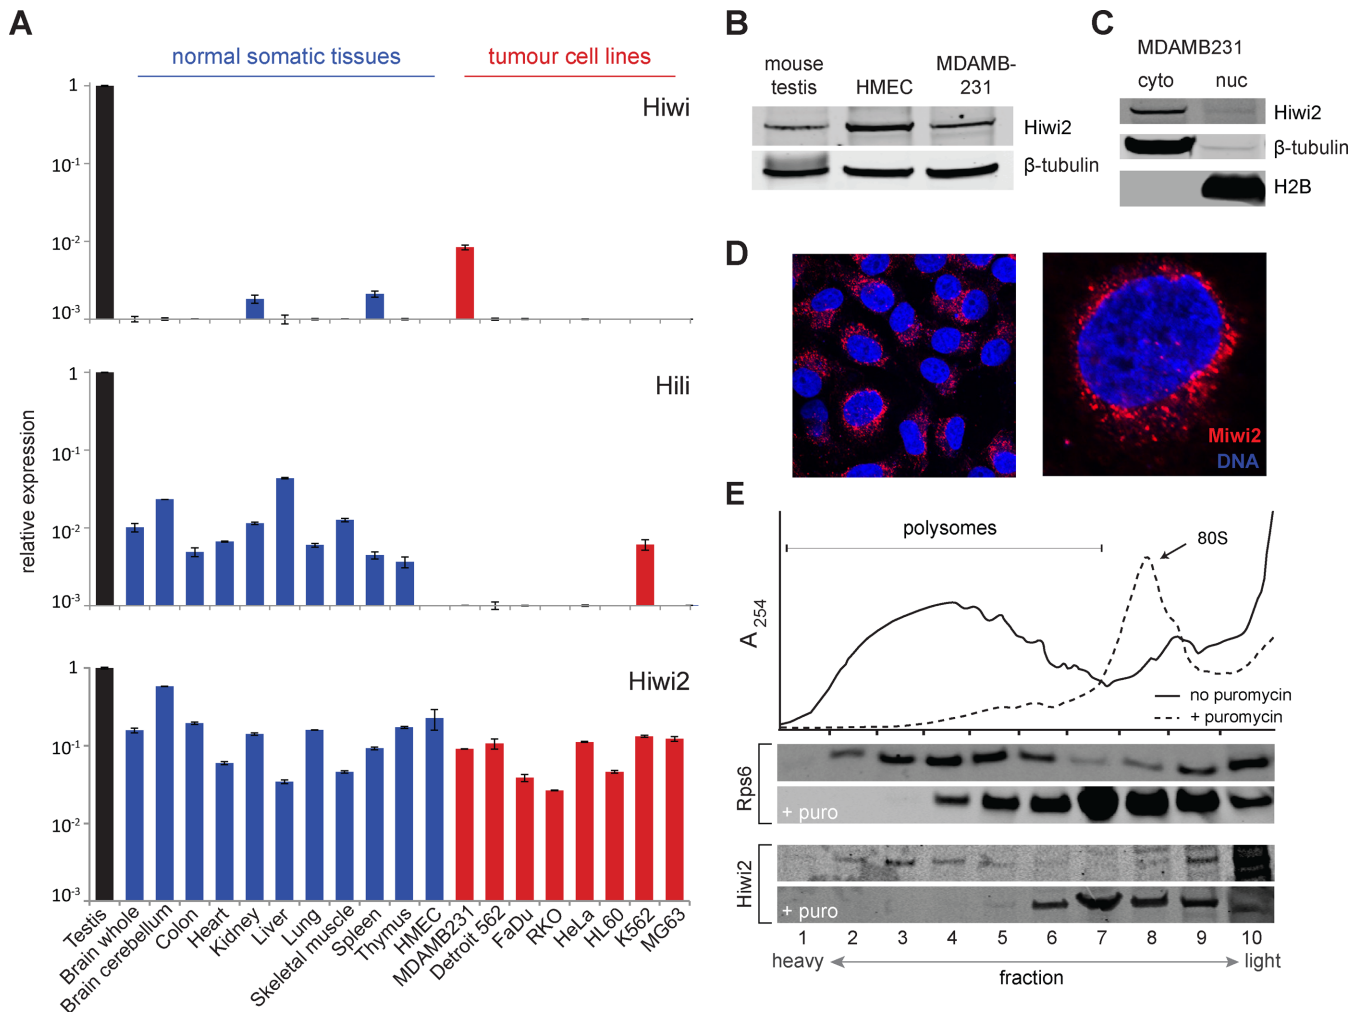 A
normal somatic tissues
tumour cell lines
Hiwi
1
10-1
10-2
10-3
Hili
1
10-1
10-2
10-3
Hiwi2
1
10-1
10-2
10-3
relative expression
Testis
Brain whole
Brain cerebellum
Colon
Heart
Kidney
Liver
Lung
Skeletal muscle
Spleen
Thymus
HMEC
MDAMB231
Detroit 562
FaDu
RKO
HeLa
HL60
K562
MG63
B
mouse
testis
HMEC
MDAMB-
231
Hiwi2
β-tubulin
C
MDAMB231
cyto nuc
Hiwi2
β-tubulin
H2B
D
Miwi2
DNA
E
polysomes
80S
A254
no puromycin
+ puromycin
Rps6
+ puro
Hiwi2
+ puro
1 2 3 4 5 6 7 8 9 10
heavy
light
fraction